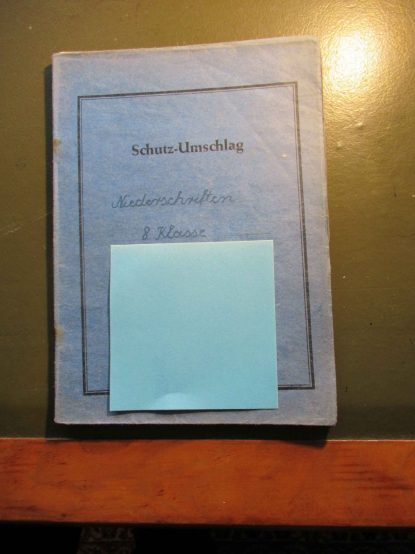 Schutz-Umschlag
Niederschriften
8. Klasse